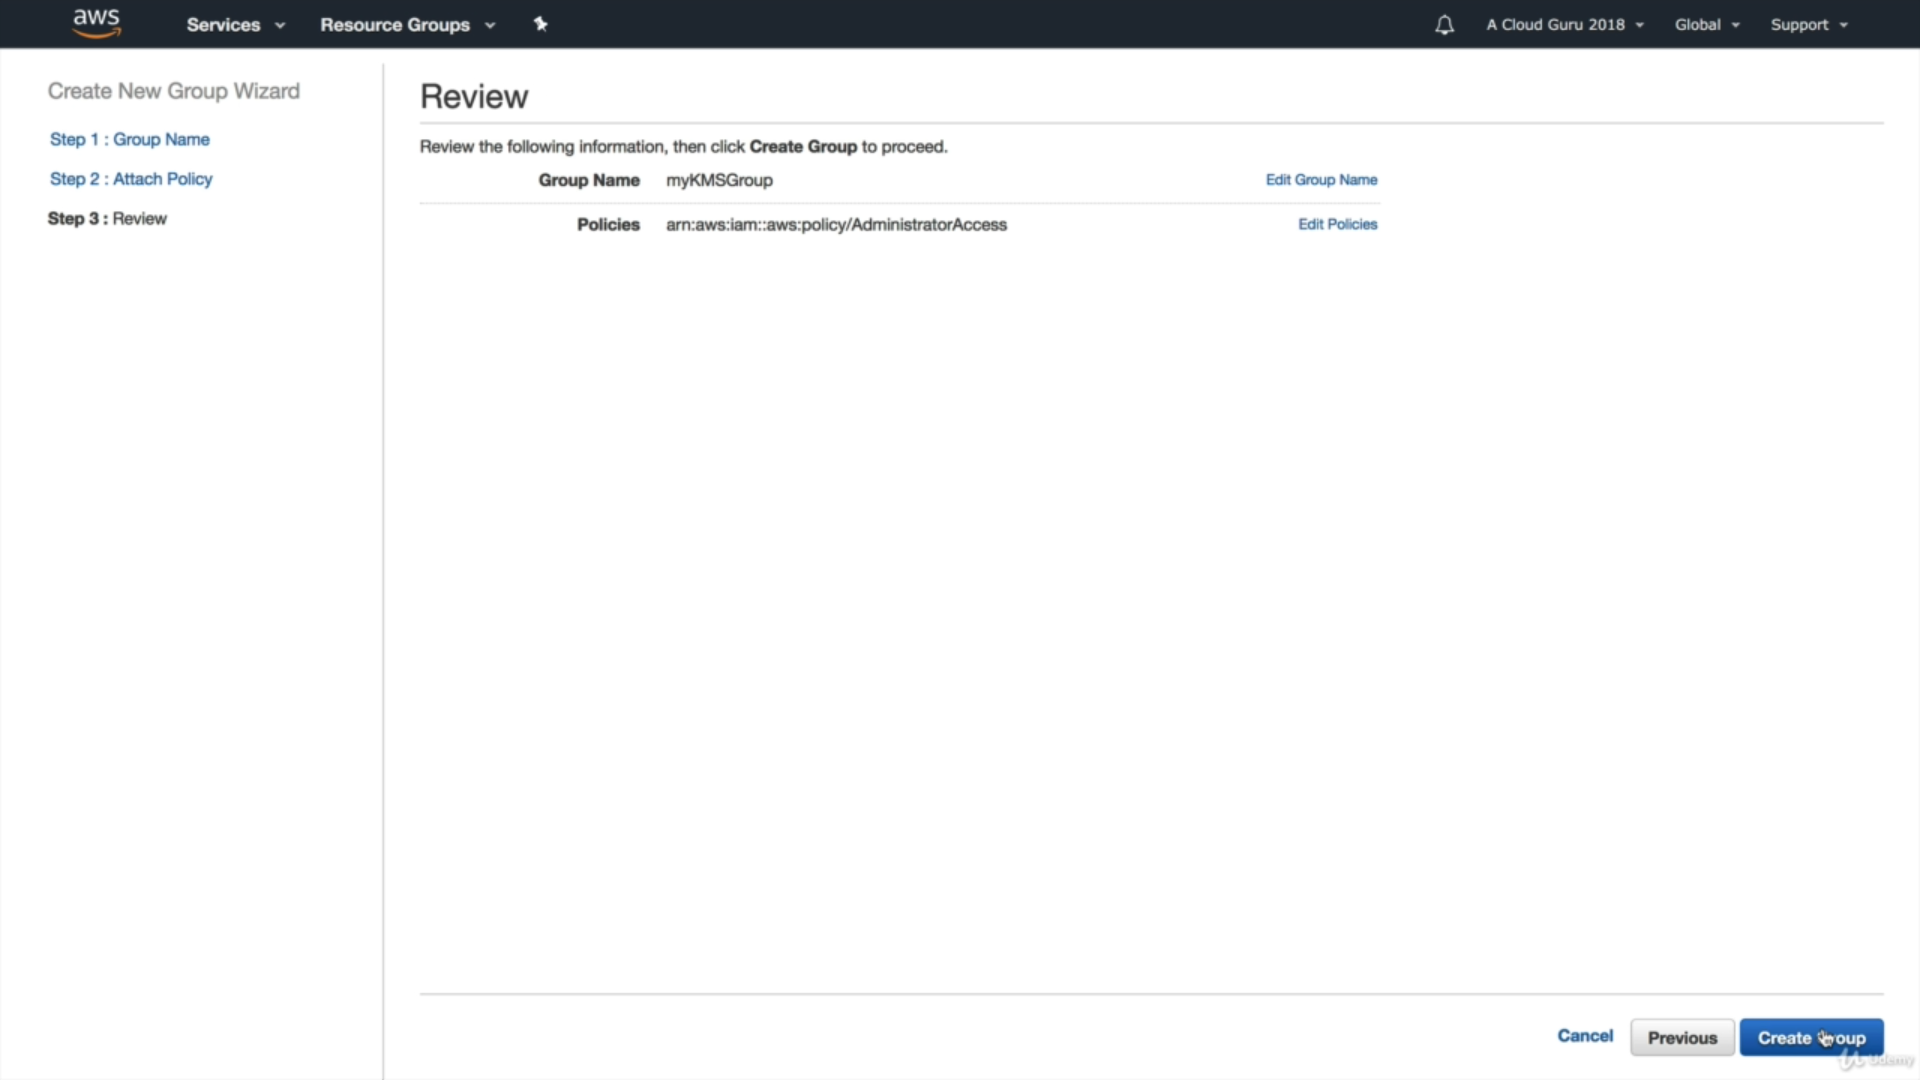 aws Services Resource Groups A Cloud Guru 2018 Global Support
Create New Group Wizard
Step 1 : Group Name
Step 2 : Attach Policy
Step 3 : Review
Review
Review the following information, then click Create Group to proceed.
Group Name myKMSGroup Edit Group Name
Policies arn:aws:iam::aws:policy/AdministratorAccess Edit Policies
Cancel Previous Create Group
Udemy